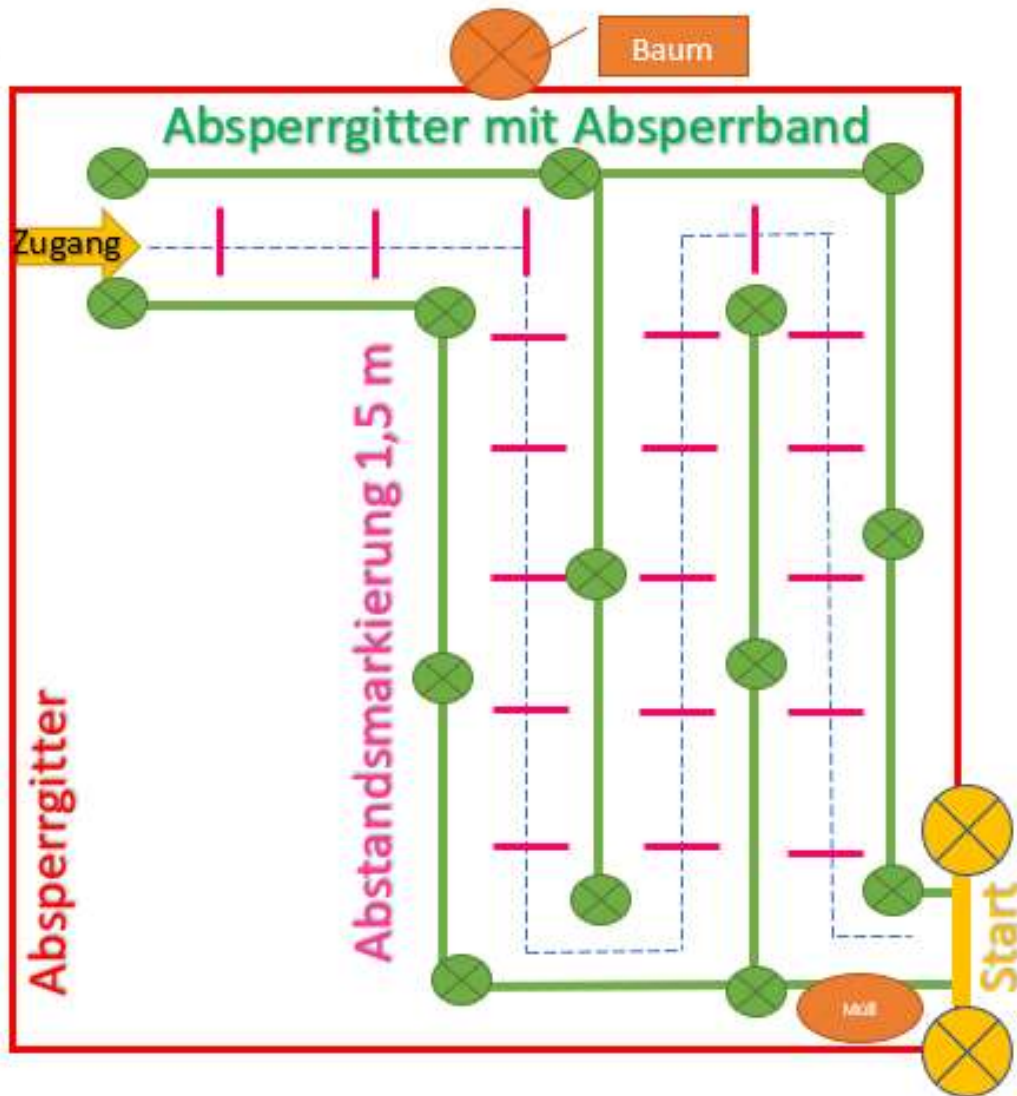 Baum
Absperrgitter mit Absperrband
Zugang
Abstandsmarkierung 1,5 m
Absperrgitter
Start
Müll